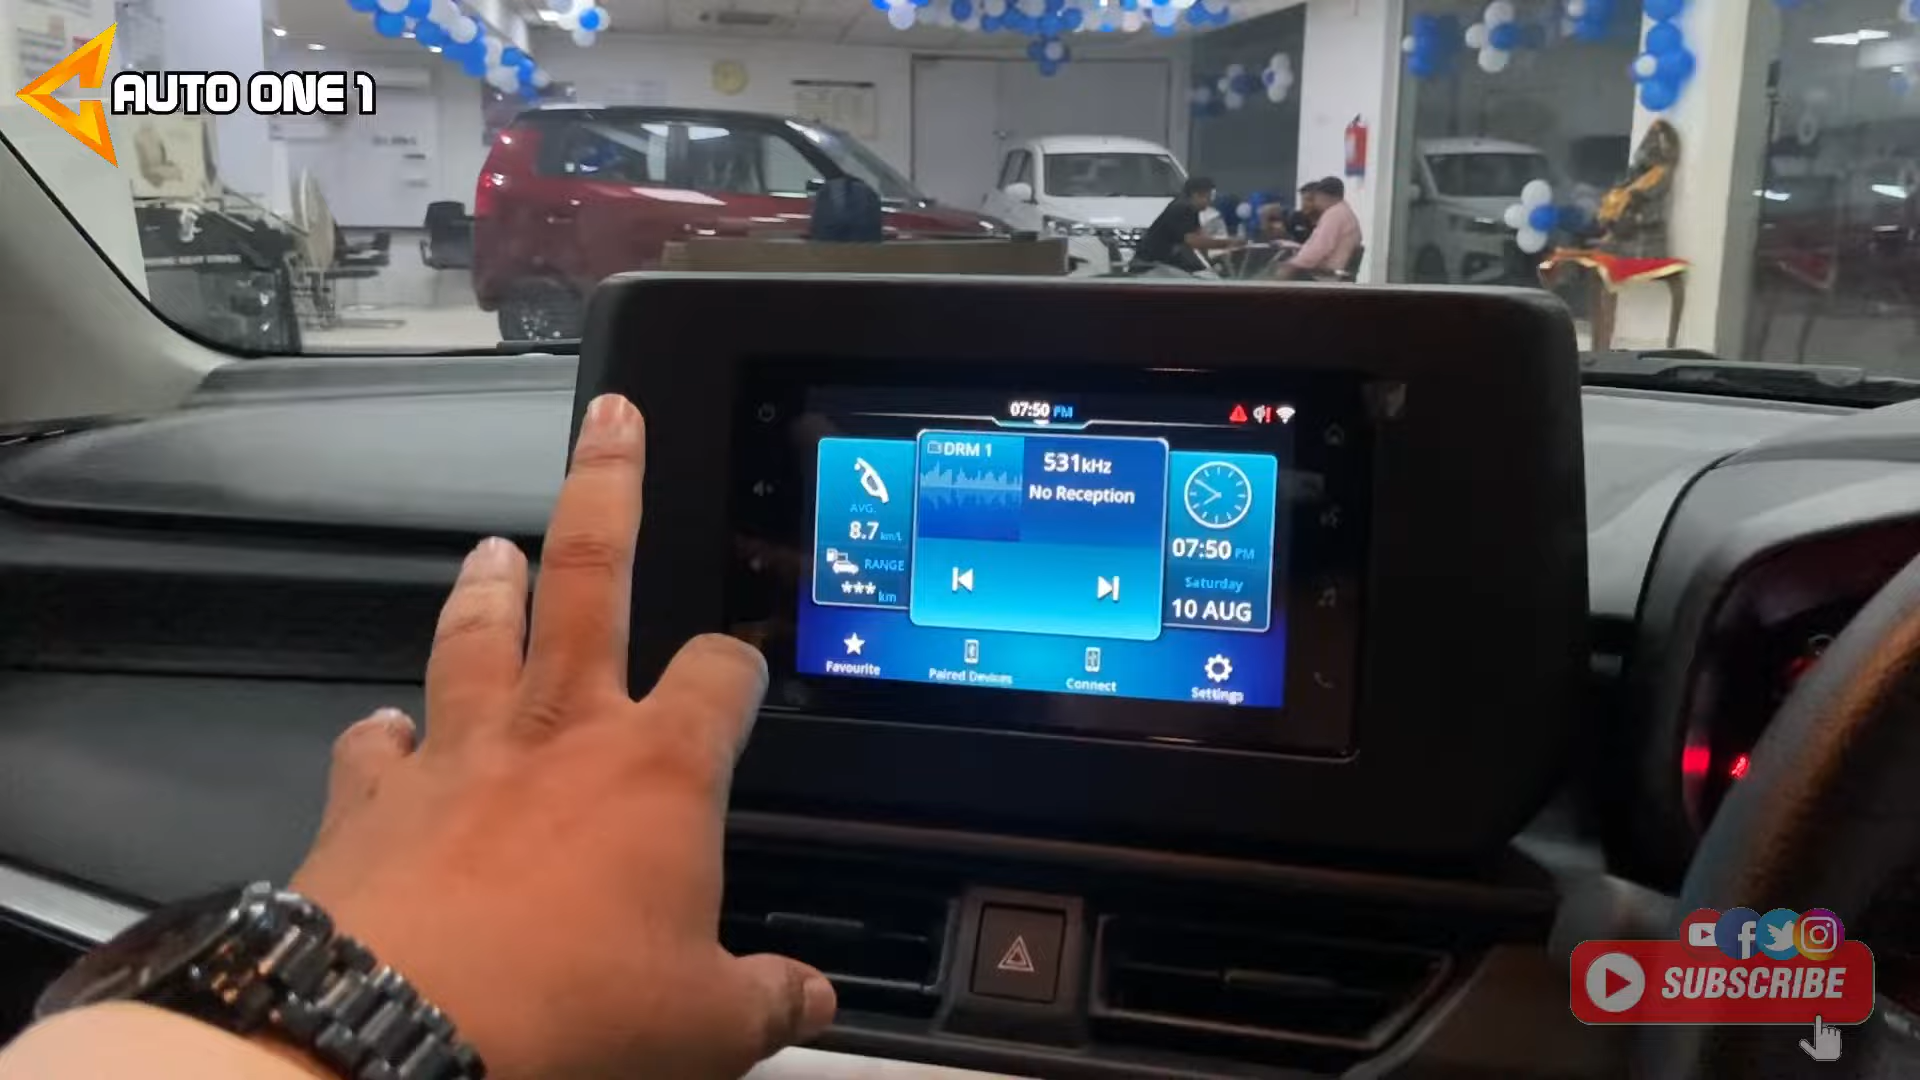 AUTO ONE 1
07:50 PM
DRM 1
531kHz
No Reception
AVG.
8.7 km/L
RANGE
*** km
07:50 PM
Saturday
10 AUG
Favourite
Paired Devices
Connect
Settings
SUBSCRIBE